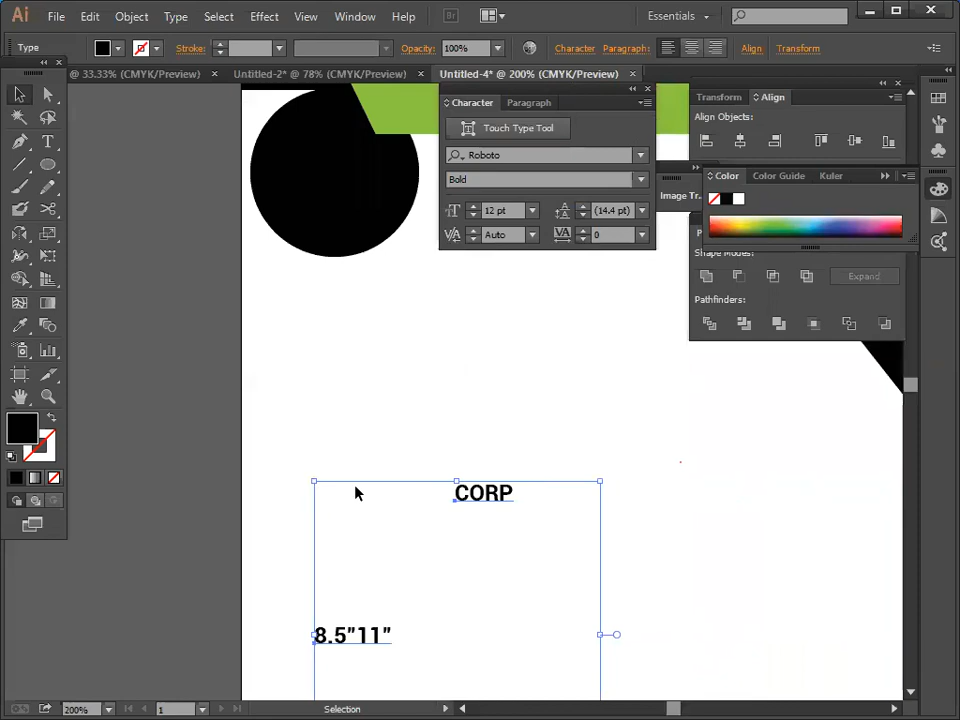 Ai File Edit Object Type Select Effect View Window Help Br Essentials
Type Stroke: Opacity: 100% Character Paragraph: Align Transform
@ 33.33% (CMYK/Preview) × Untitled-2* @ 78% (CMYK/Preview) × Untitled-4* @ 200% (CMYK/Preview) ×
Character Paragraph
Touch Type Tool
Roboto
Bold
12 pt (14.4 pt)
Auto 0
Transform Align
Align Objects:
Color Color Guide Kuler
Image Tr
Shape Modes:
Expand
Pathfinders:
CORP
8.5"11"
200% 1 Selection